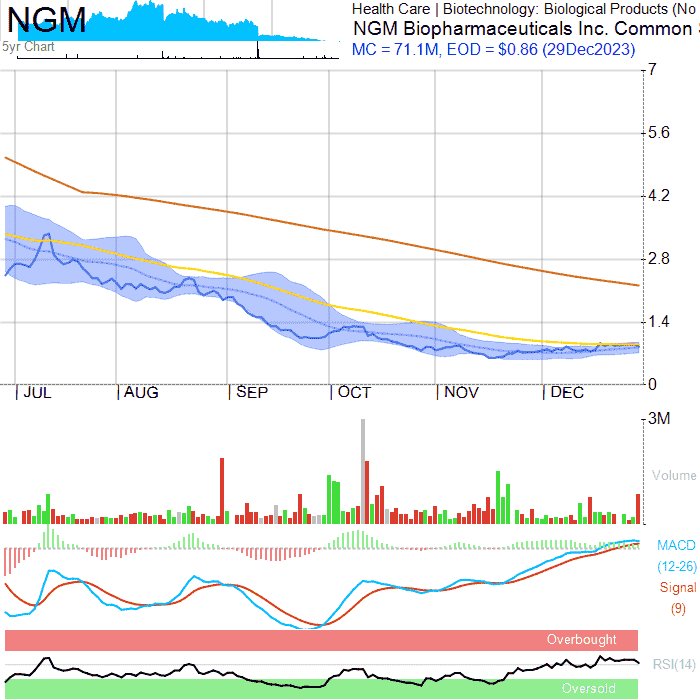 NGM
5yr Chart
Health Care | Biotechnology: Biological Products (No
NGM Biopharmaceuticals Inc. Common S
MC = 71.1M, EOD = $0.86 (29Dec2023)
7
5.6
4.2
2.8
1.4
0
JUL AUG SEP OCT NOV DEC
3M
Volume
MACD
(12-26)
Signal
(9)
Overbought
RSI(14)
Oversold